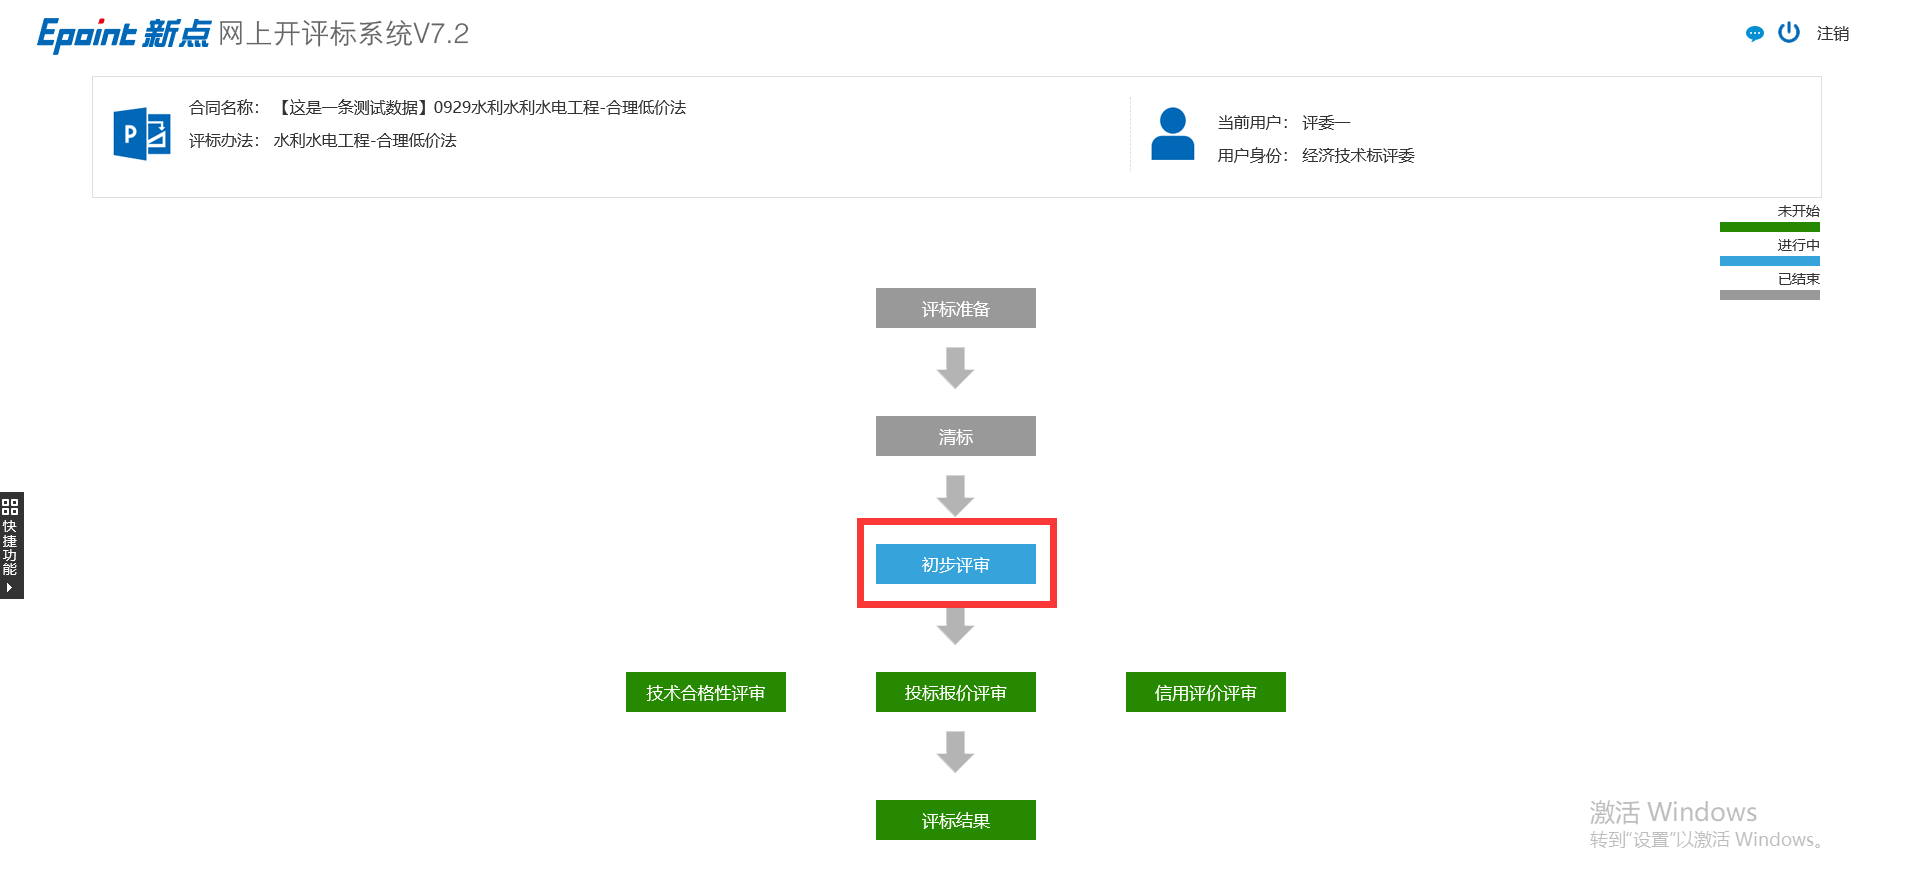 Epoint 新点 网上开评标系统V7.2
注销
合同名称： 【这是一条测试数据】0929水利水利水电工程-合理低价法
评标办法： 水利水电工程-合理低价法
P
当前用户： 评委一
用户身份： 经济技术标评委
未开始
进行中
已结束
评标准备
清标
初步评审
技术合格性评审
投标报价评审
信用评价评审
评标结果
快捷功能
激活 Windows
转到“设置”以激活 Windows。